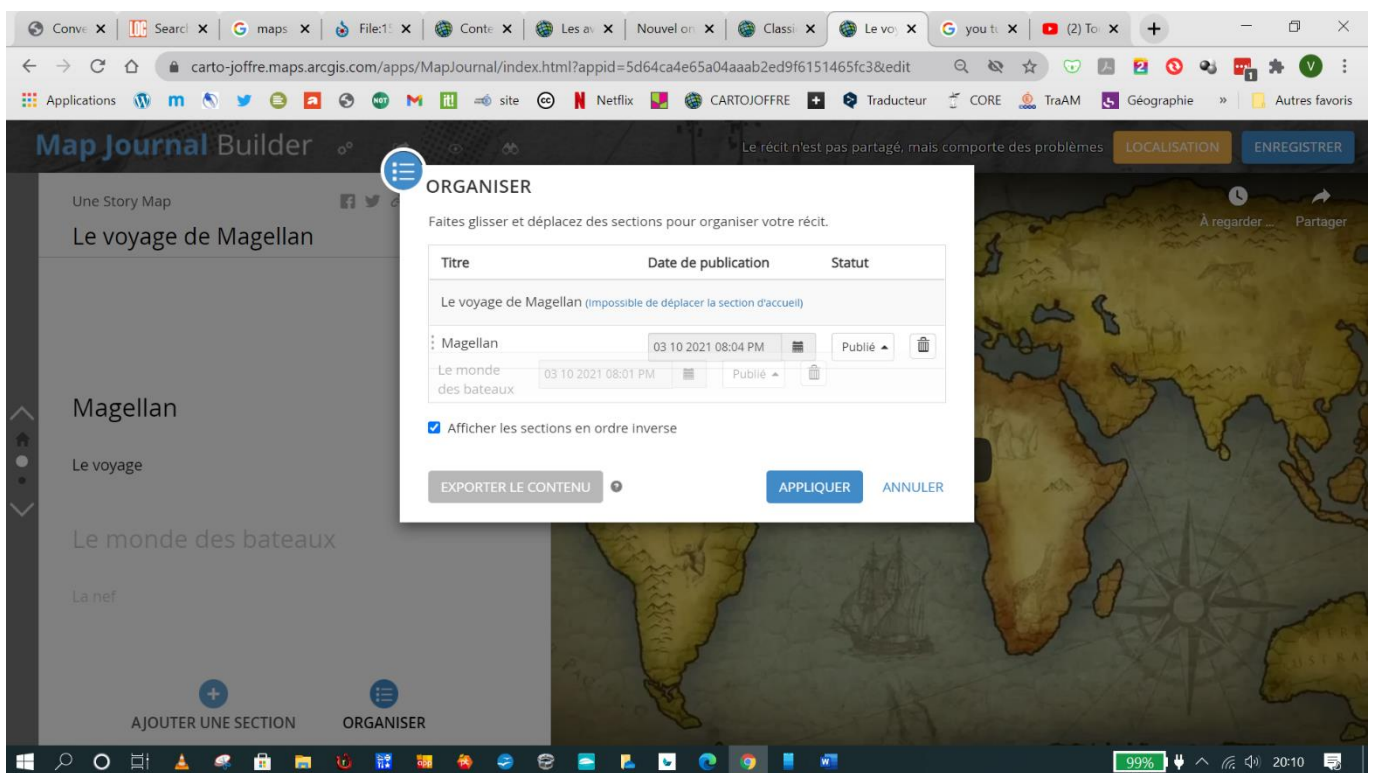 Conve
Searcl
maps
File:15
Conte
Les av
Nouvel on
Classi
Le voy
you tu
(2) To
carto-joffre.maps.arcgis.com/apps/MapJournal/index.html?appid=5d64ca4e65a04aaab2ed9f6151465fc3&edit
Applications
site
Netflix
CARTOJOFFRE
Traducteur
CORE
TraAM
Géographie
»
Autres favoris
Map Journal Builder
Le récit n'est pas partagé, mais comporte des problèmes
LOCALISATION
ENREGISTRER
Une Story Map
Le voyage de Magellan
À regarder ...
Partager
ORGANISER
Faites glisser et déplacez des sections pour organiser votre récit.
Titre Date de publication Statut
Le voyage de Magellan (Impossible de déplacer la section d'accueil)
Magellan 03 10 2021 08:04 PM Publié
Le monde des bateaux 03 10 2021 08:01 PM Publié
Afficher les sections en ordre inverse
EXPORTER LE CONTENU
APPLIQUER
ANNULER
Magellan
Le voyage
Le monde des bateaux
La nef
AJOUTER UNE SECTION
ORGANISER
99%
20:10